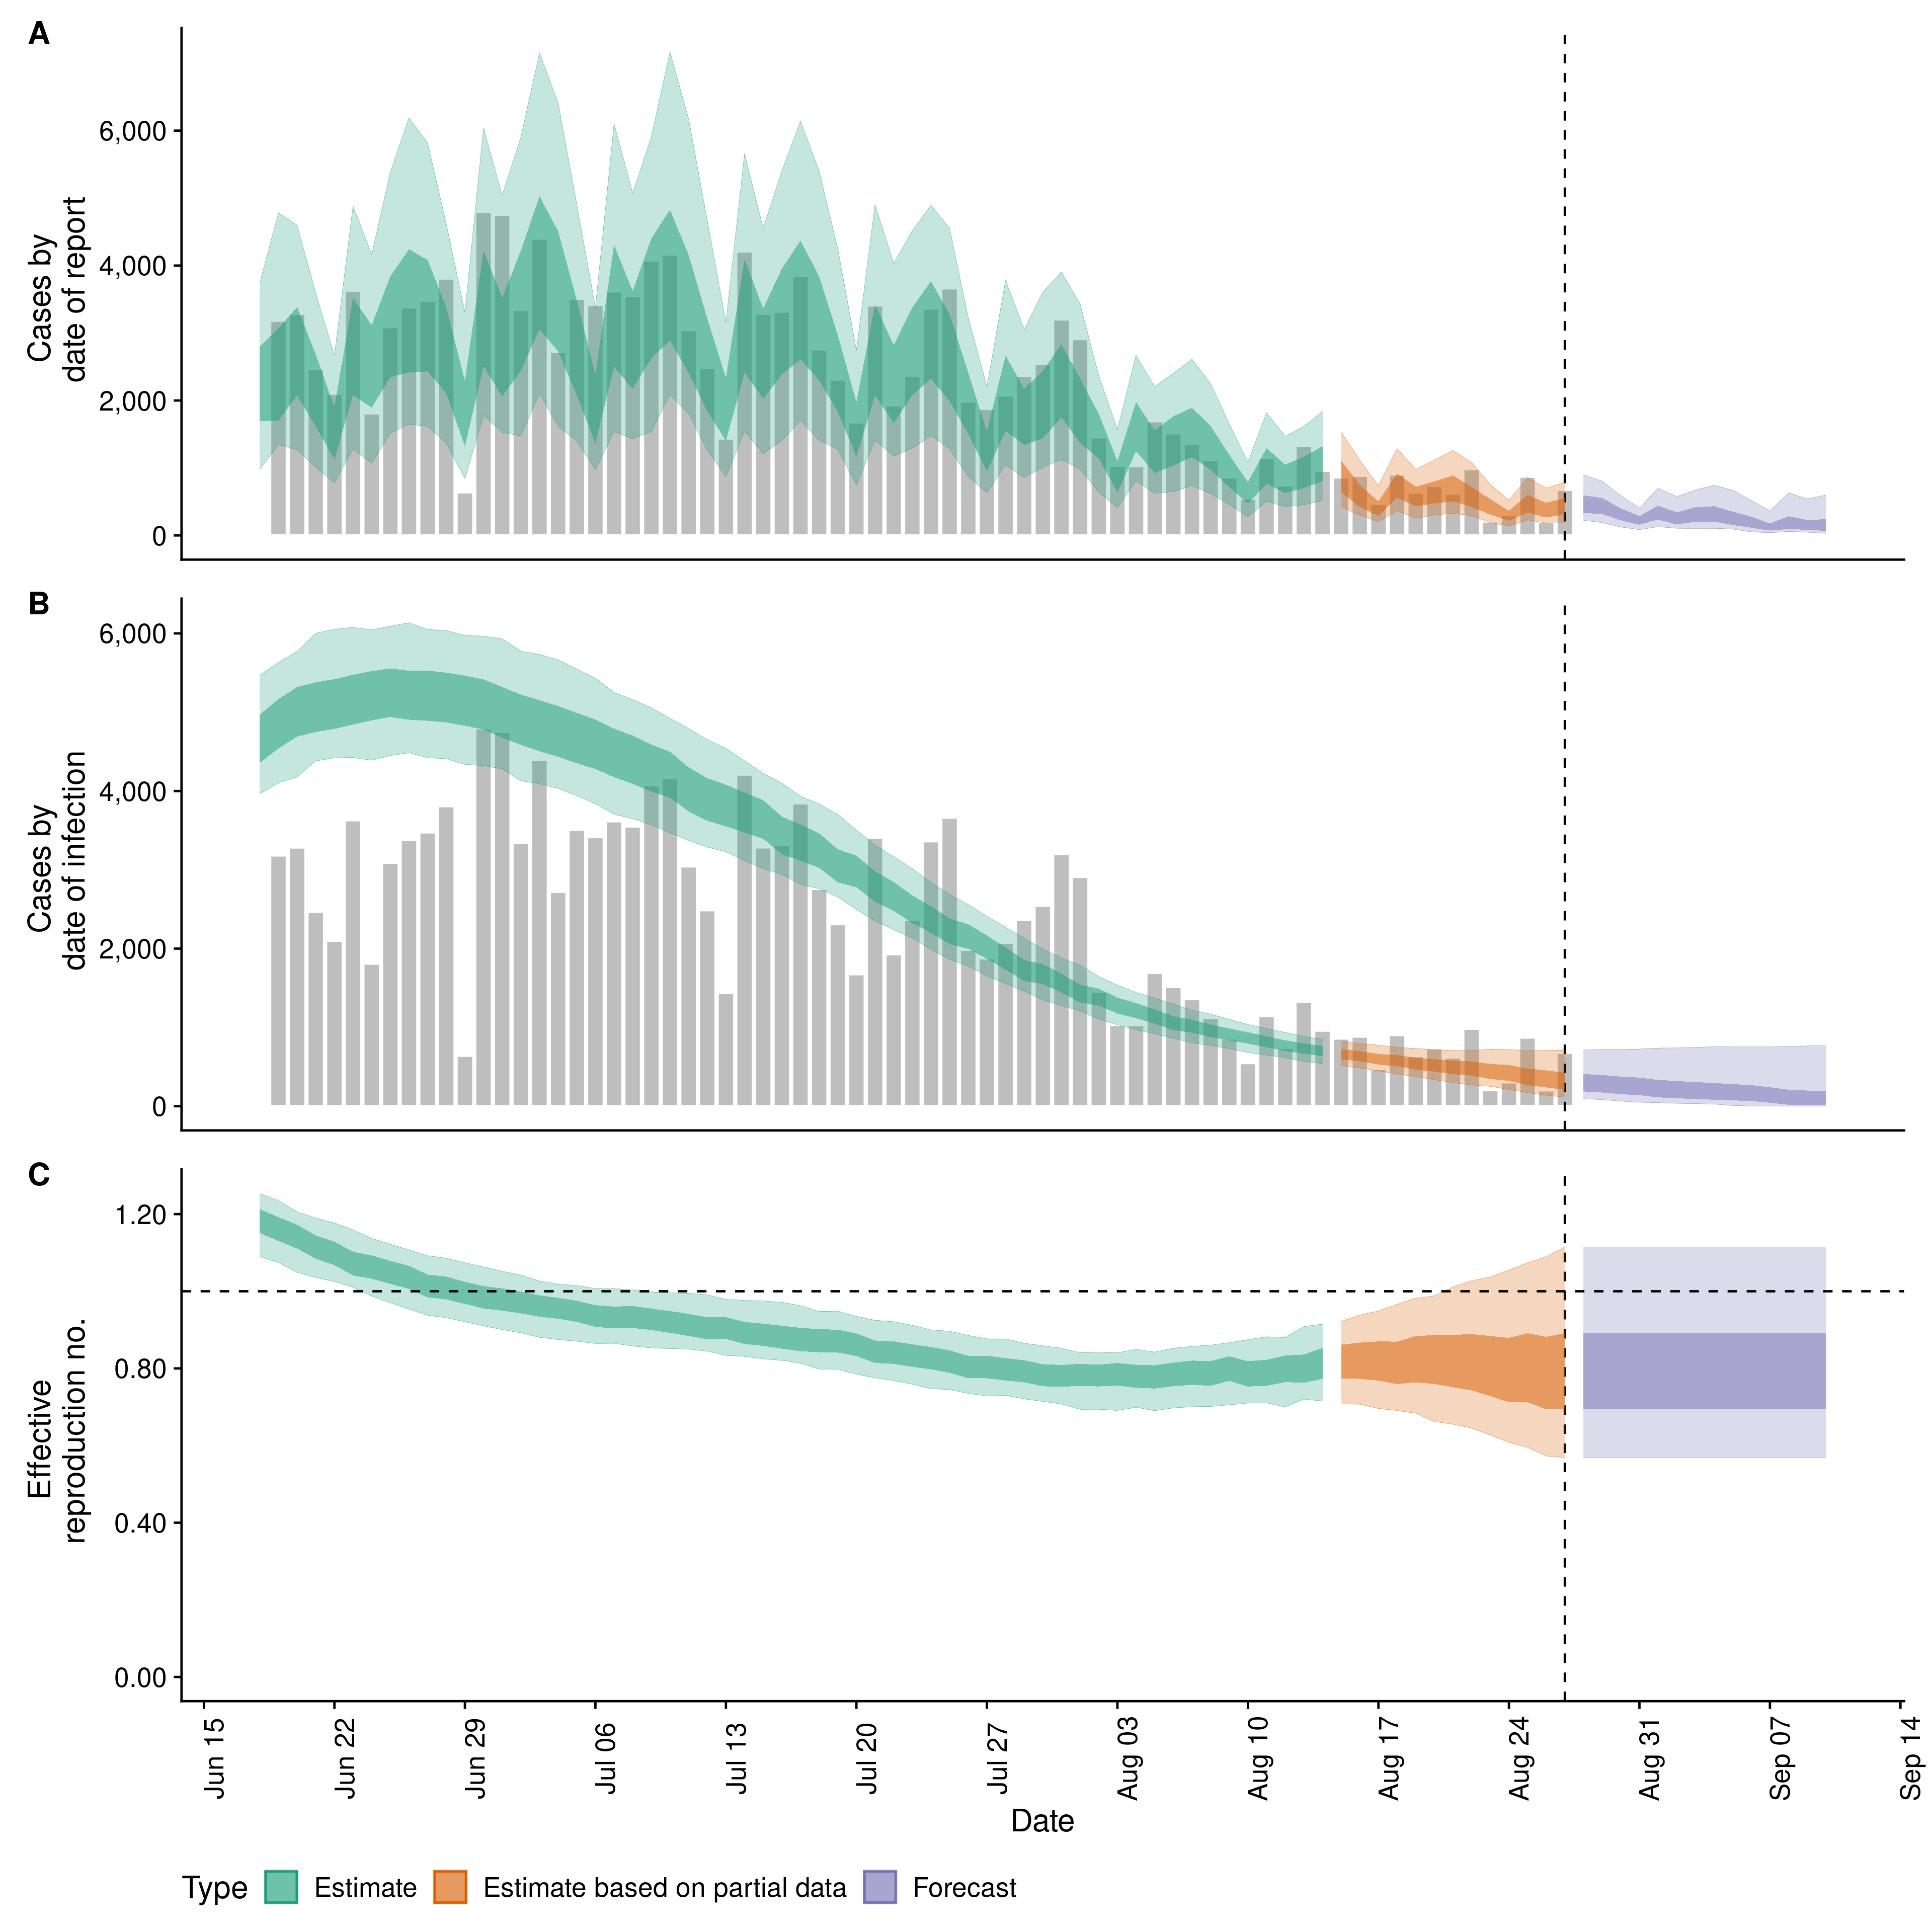 A
Cases by
date of report
6,000
4,000
2,000
0
B
Cases by
date of infection
6,000
4,000
2,000
0
C
Effective
reproduction no.
1.20
0.80
0.40
0.00
Jun 15
Jun 22
Jun 29
Jul 06
Jul 13
Jul 20
Jul 27
Aug 03
Aug 10
Aug 17
Aug 24
Aug 31
Sep 07
Sep 14
Date
Type Estimate Estimate based on partial data Forecast